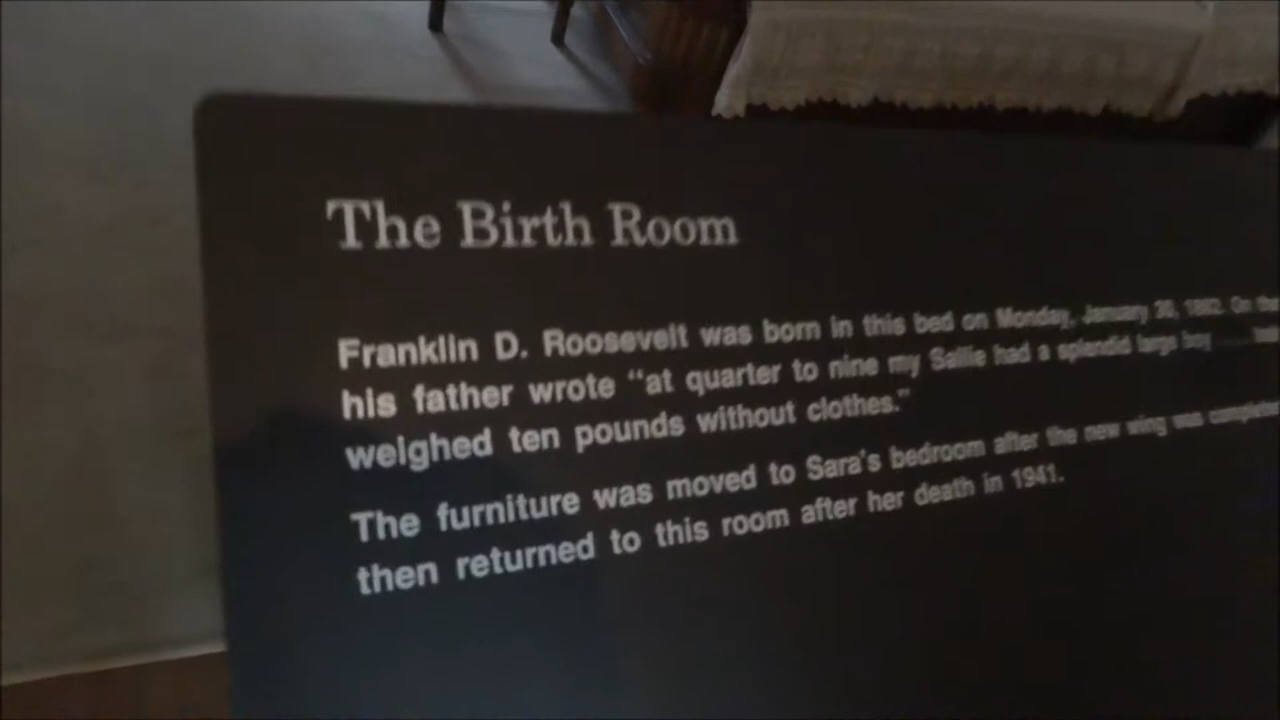 The Birth Room
Franklin D. Roosevelt was born in this bed on Monday, January 30, 1882. On the
his father wrote “at quarter to nine my Sallie had a splendid large boy
weighed ten pounds without clothes.”
The furniture was moved to Sara's bedroom after the new wing was completed
then returned to this room after her death in 1941.